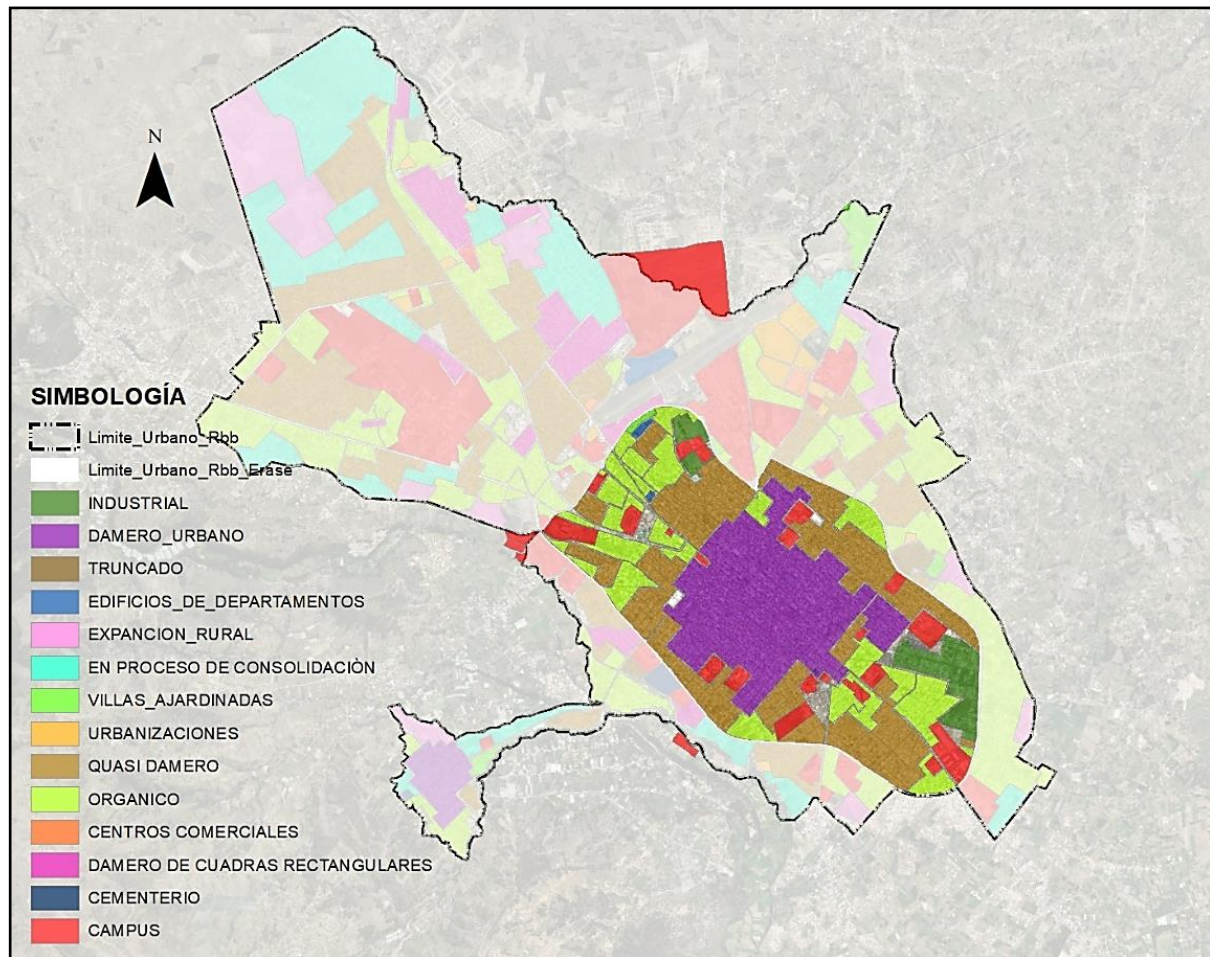 N
SIMBOLOGÍA
Limite_Urbano_Rbb
Limite_Urbano_Rbb_Erase
INDUSTRIAL
DAMERO_URBANO
TRUNCADO
EDIFICIOS_DE_DEPARTAMENTOS
EXPANCION_RURAL
EN PROCESO DE CONSOLIDACIÒN
VILLAS_AJARDINADAS
URBANIZACIONES
QUASI DAMERO
ORGANICO
CENTROS COMERCIALES
DAMERO DE CUADRAS RECTANGULARES
CEMENTERIO
CAMPUS